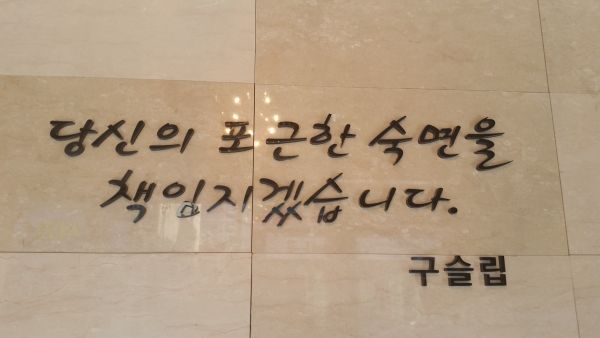 당신의 포근한 숙면을
책임지겠습니다.
구슬립